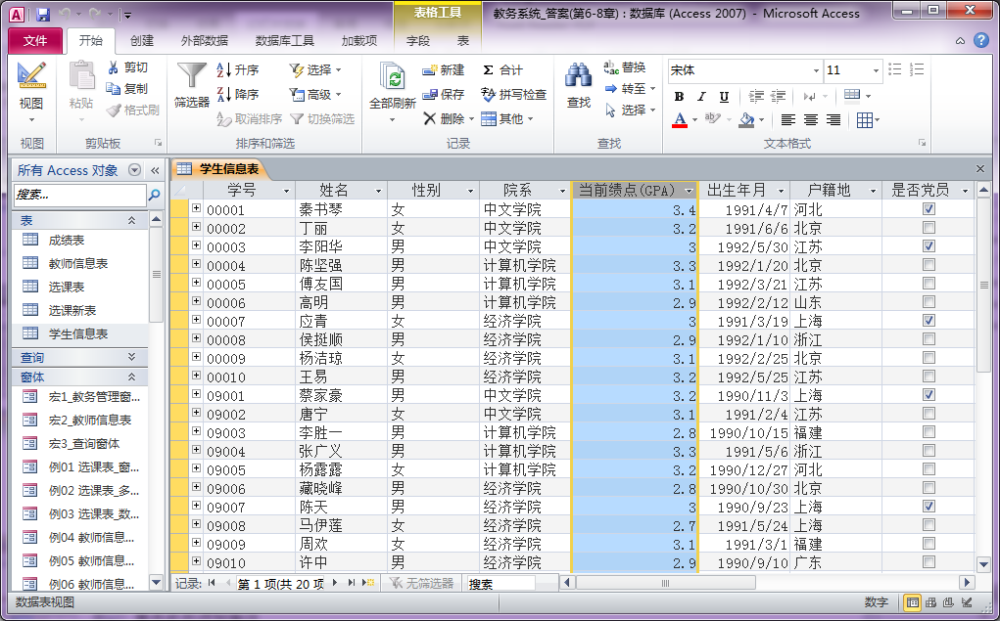 表格工具 教务系统_答案(第6-8章) : 数据库 (Access 2007) - Microsoft Access
文件 开始 创建 外部数据 数据库工具 加载项 字段 表
视图 粘贴 剪切 复制 格式刷 筛选器 升序 降序 取消排序 选择 高级 切换筛选 全部刷新 新建 保存 删除 合计 拼写检查 其他 查找 替换 转至 选择 宋体 11
视图 剪贴板 排序和筛选 记录 查找 文本格式
所有 Access 对象
搜索...
表
成绩表
教师信息表
选课表
选课新表
学生信息表
查询
窗体
宏1_教务管理窗...
宏2_教师信息表
宏3_查询窗体
例01 选课表_窗...
例02 选课表_多...
例03 选课表_数...
例04 教师信息...
例05 教师信息...
例06 教师信息...
学生信息表
学号 姓名 性别 院系 当前绩点(GPA) 出生年月 户籍地 是否党员
00001 秦书琴 女 中文学院 3.4 1991/4/7 河北
00002 丁丽 女 中文学院 3.2 1991/6/6 北京
00003 李阳华 男 中文学院 3 1992/5/30 江苏
00004 陈坚强 男 计算机学院 3.3 1992/1/20 北京
00005 傅友国 男 计算机学院 3.1 1992/3/21 江苏
00006 高明 男 计算机学院 2.9 1992/2/12 山东
00007 应青 女 经济学院 3 1991/3/19 上海
00008 侯挺顺 男 经济学院 2.9 1992/1/10 浙江
00009 杨洁琼 女 经济学院 3.1 1992/2/25 北京
00010 王易 男 经济学院 3.2 1992/5/25 江苏
09001 蔡家豪 男 中文学院 3.2 1990/11/3 上海
09002 唐宁 女 中文学院 3.1 1991/2/4 江苏
09003 李胜一 男 计算机学院 2.8 1990/10/15 福建
09004 张广义 男 计算机学院 3.3 1991/5/6 浙江
09005 杨露露 女 计算机学院 3.2 1990/12/27 河北
09006 藏晓峰 男 经济学院 2.8 1990/10/30 北京
09007 陈天 男 经济学院 3 1990/9/23 上海
09008 马伊莲 女 经济学院 2.7 1991/5/24 上海
09009 周欢 女 经济学院 3.1 1991/3/1 福建
09010 许中 男 经济学院 2.9 1990/9/10 广东
记录: 第 1 项(共 20 项 无筛选器 搜索
数据表视图 数字